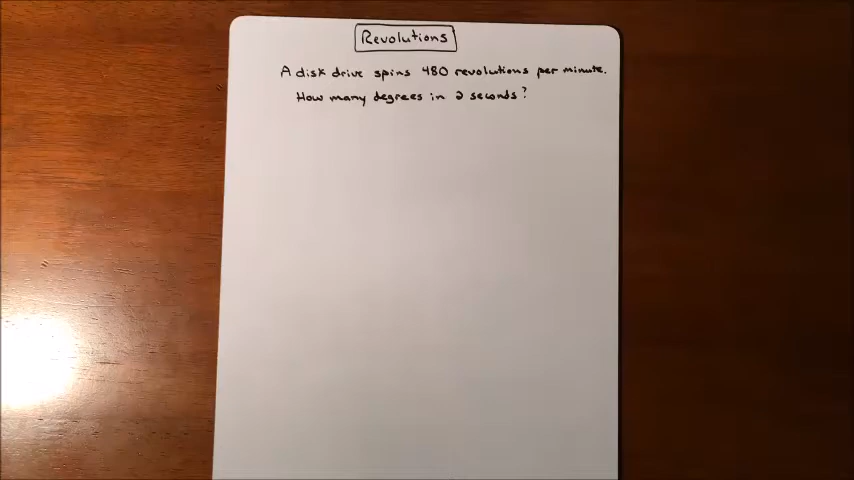 Revolutions
A disk drive spins 480 revolutions per minute.
How many degrees in 2 seconds?